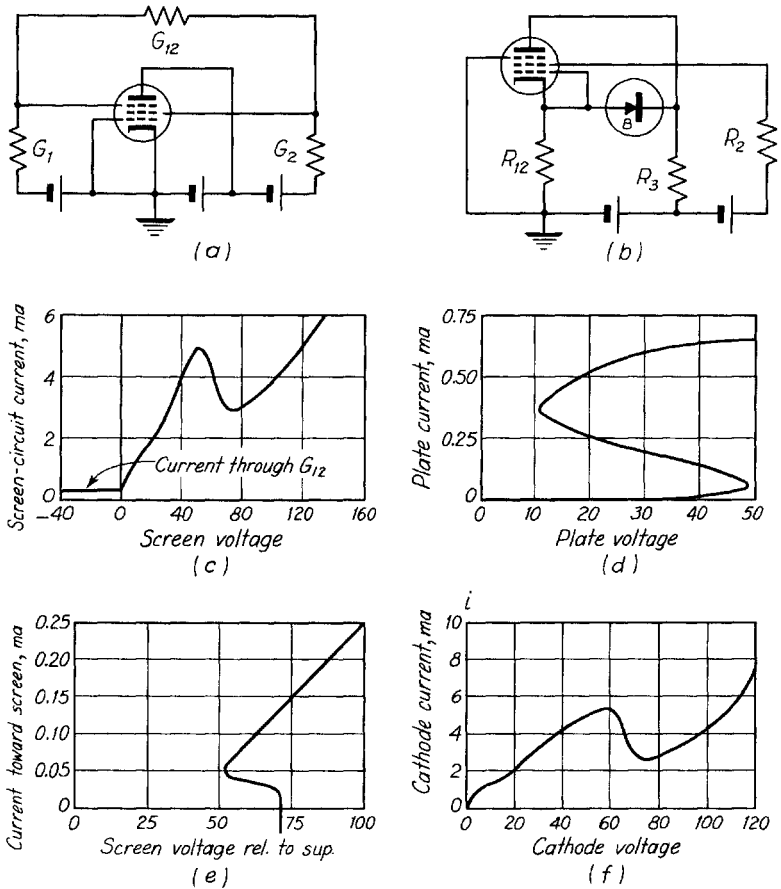 G12
G1
G2
(a)
B
R12
R3
R2
(b)
Screen-circuit current, ma
6
4
2
0
Current through G12
-40 0 40 80 120 160
Screen voltage
(c)
Plate current, ma
0.75
0.50
0.25
0
0 10 20 30 40 50
Plate voltage
(d)
Current toward screen, ma
0.25
0.20
0.15
0.10
0.05
0
0 25 50 75 100
Screen voltage rel. to sup.
(e)
i
Cathode current, ma
10
8
6
4
2
0
0 20 40 60 80 100 120
Cathode voltage
(f)